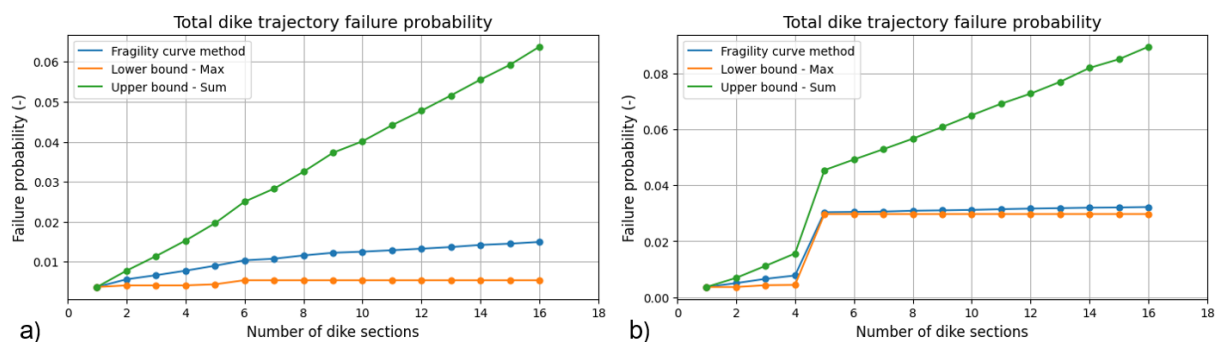 Total dike trajectory failure probability
Fragility curve method
Lower bound - Max
Upper bound - Sum
Failure probability (-)
0.06
0.05
0.04
0.03
0.02
0.01
0 2 4 6 8 10 12 14 16 18
Number of dike sections
a)
Total dike trajectory failure probability
Fragility curve method
Lower bound - Max
Upper bound - Sum
Failure probability (-)
0.08
0.06
0.04
0.02
0.00
0 2 4 6 8 10 12 14 16 18
Number of dike sections
b)